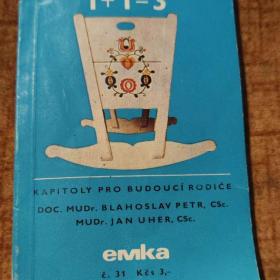 1+1=3
KAPITOLY PRO BUDOUCÍ RODIČE
DOC. MUDr. BLAHOSLAV PETR, CSc.
MUDr. JAN UHER, CSc.
emka
č. 31 Kčs 3,-